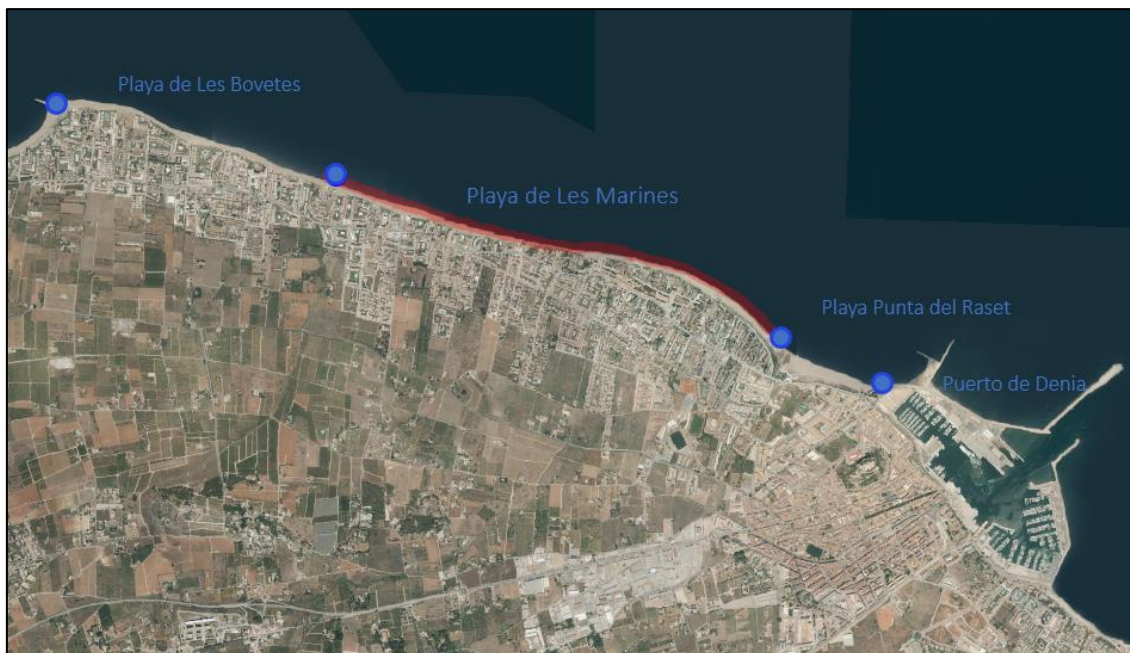 Playa de Les Bovetes
Playa de Les Marines
Playa Punta del Raset
Puerto de Denia